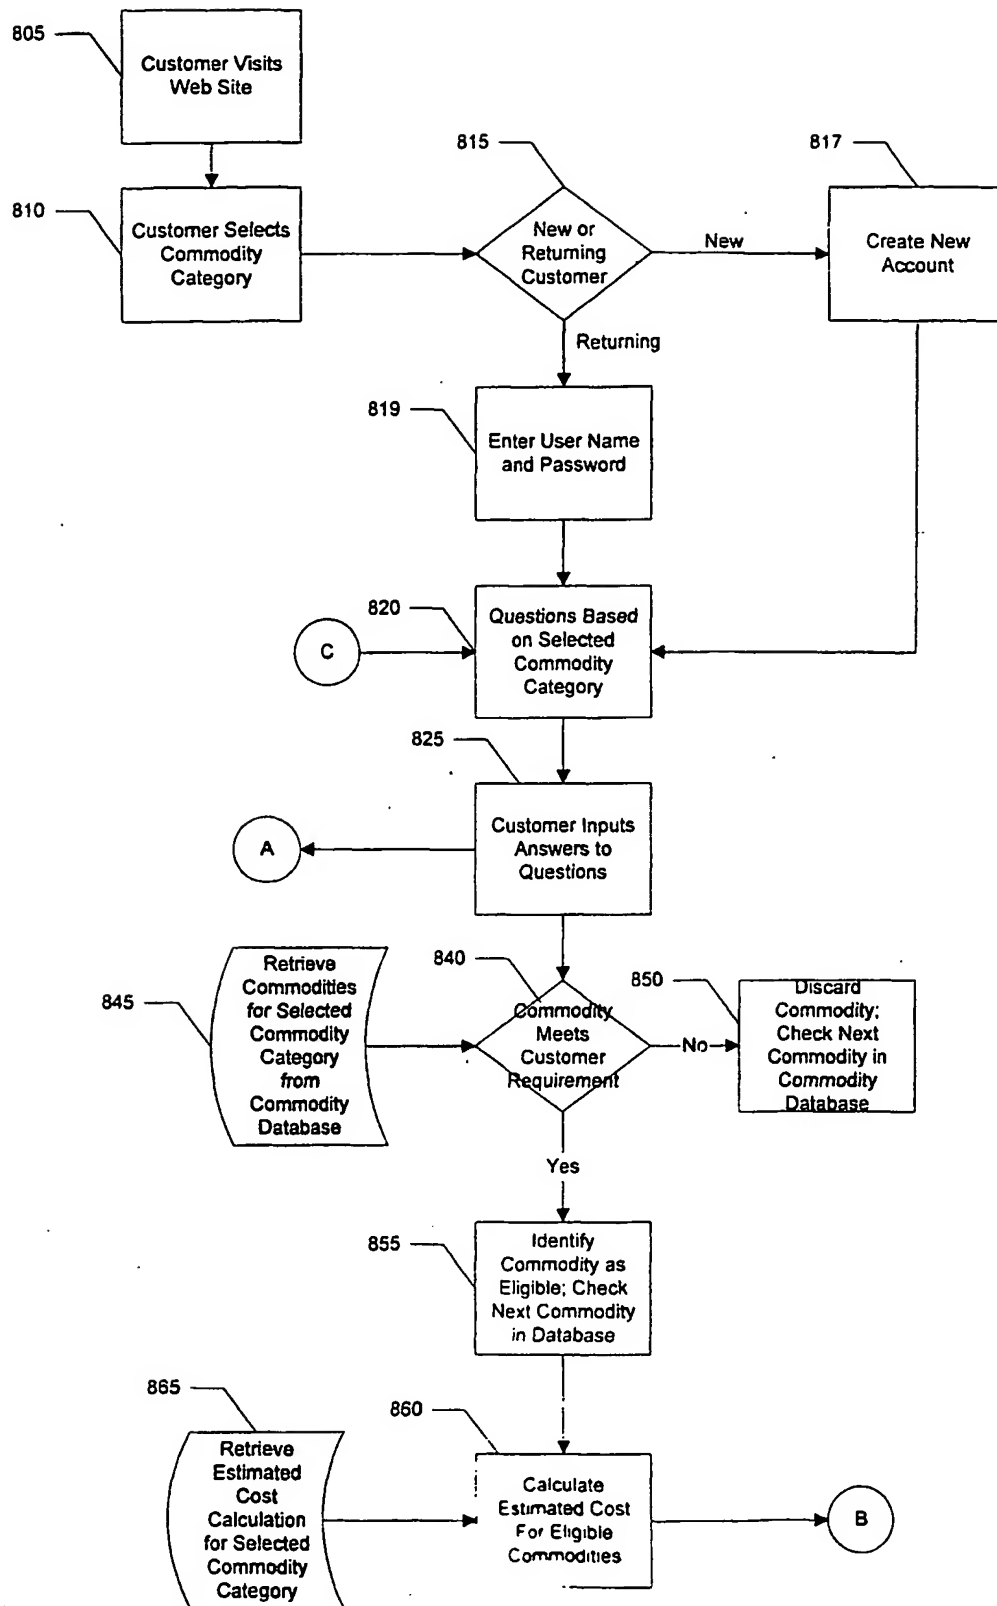 805
Customer Visits
Web Site
810
Customer Selects
Commodity
Category
815
New or
Returning
Customer
New
817
Create New
Account
Returning
819
Enter User Name
and Password
820
Questions Based
on Selected
Commodity
Category
C
825
Customer Inputs
Answers to
Questions
A
840
Commodity
Meets
Customer
Requirement
845
Retrieve
Commodities
for Selected
Commodity
Category
from
Commodity
Database
No
850
Discard
Commodity;
Check Next
Commodity in
Commodity
Database
Yes
855
Identify
Commodity as
Eligible; Check
Next Commodity
in Database
865
Retrieve
Estimated
Cost
Calculation
for Selected
Commodity
Category
860
Calculate
Estimated Cost
For Eligible
Commodities
B